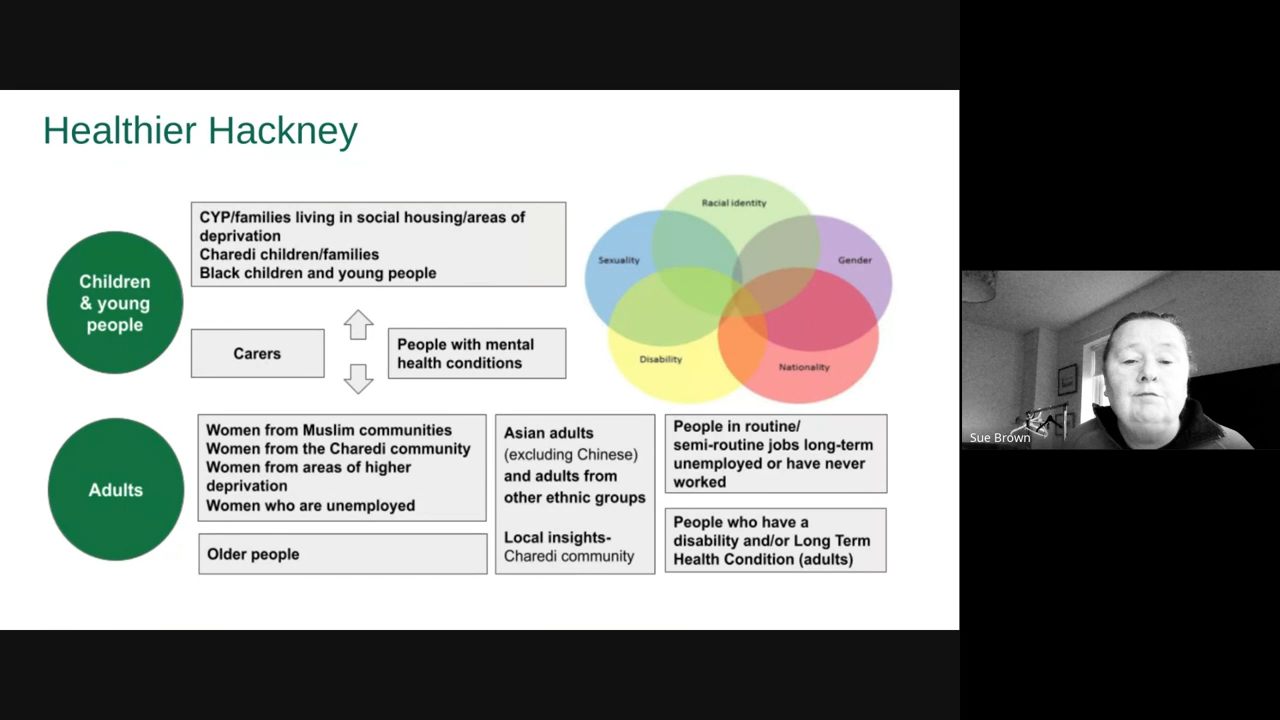 Healthier Hackney
Children
& young
people
CYP/families living in social housing/areas of
deprivation
Charedi children/families
Black children and young people
Carers
People with mental
health conditions
Racial identity
Sexuality
Gender
Disability
Nationality
Adults
Women from Muslim communities
Women from the Charedi community
Women from areas of higher
deprivation
Women who are unemployed
Older people
Asian adults
(excluding Chinese)
and adults from
other ethnic groups
Local insights-
Charedi community
People in routine/
semi-routine jobs long-term
unemployed or have never
worked
People who have a
disability and/or Long Term
Health Condition (adults)
Sue Brown